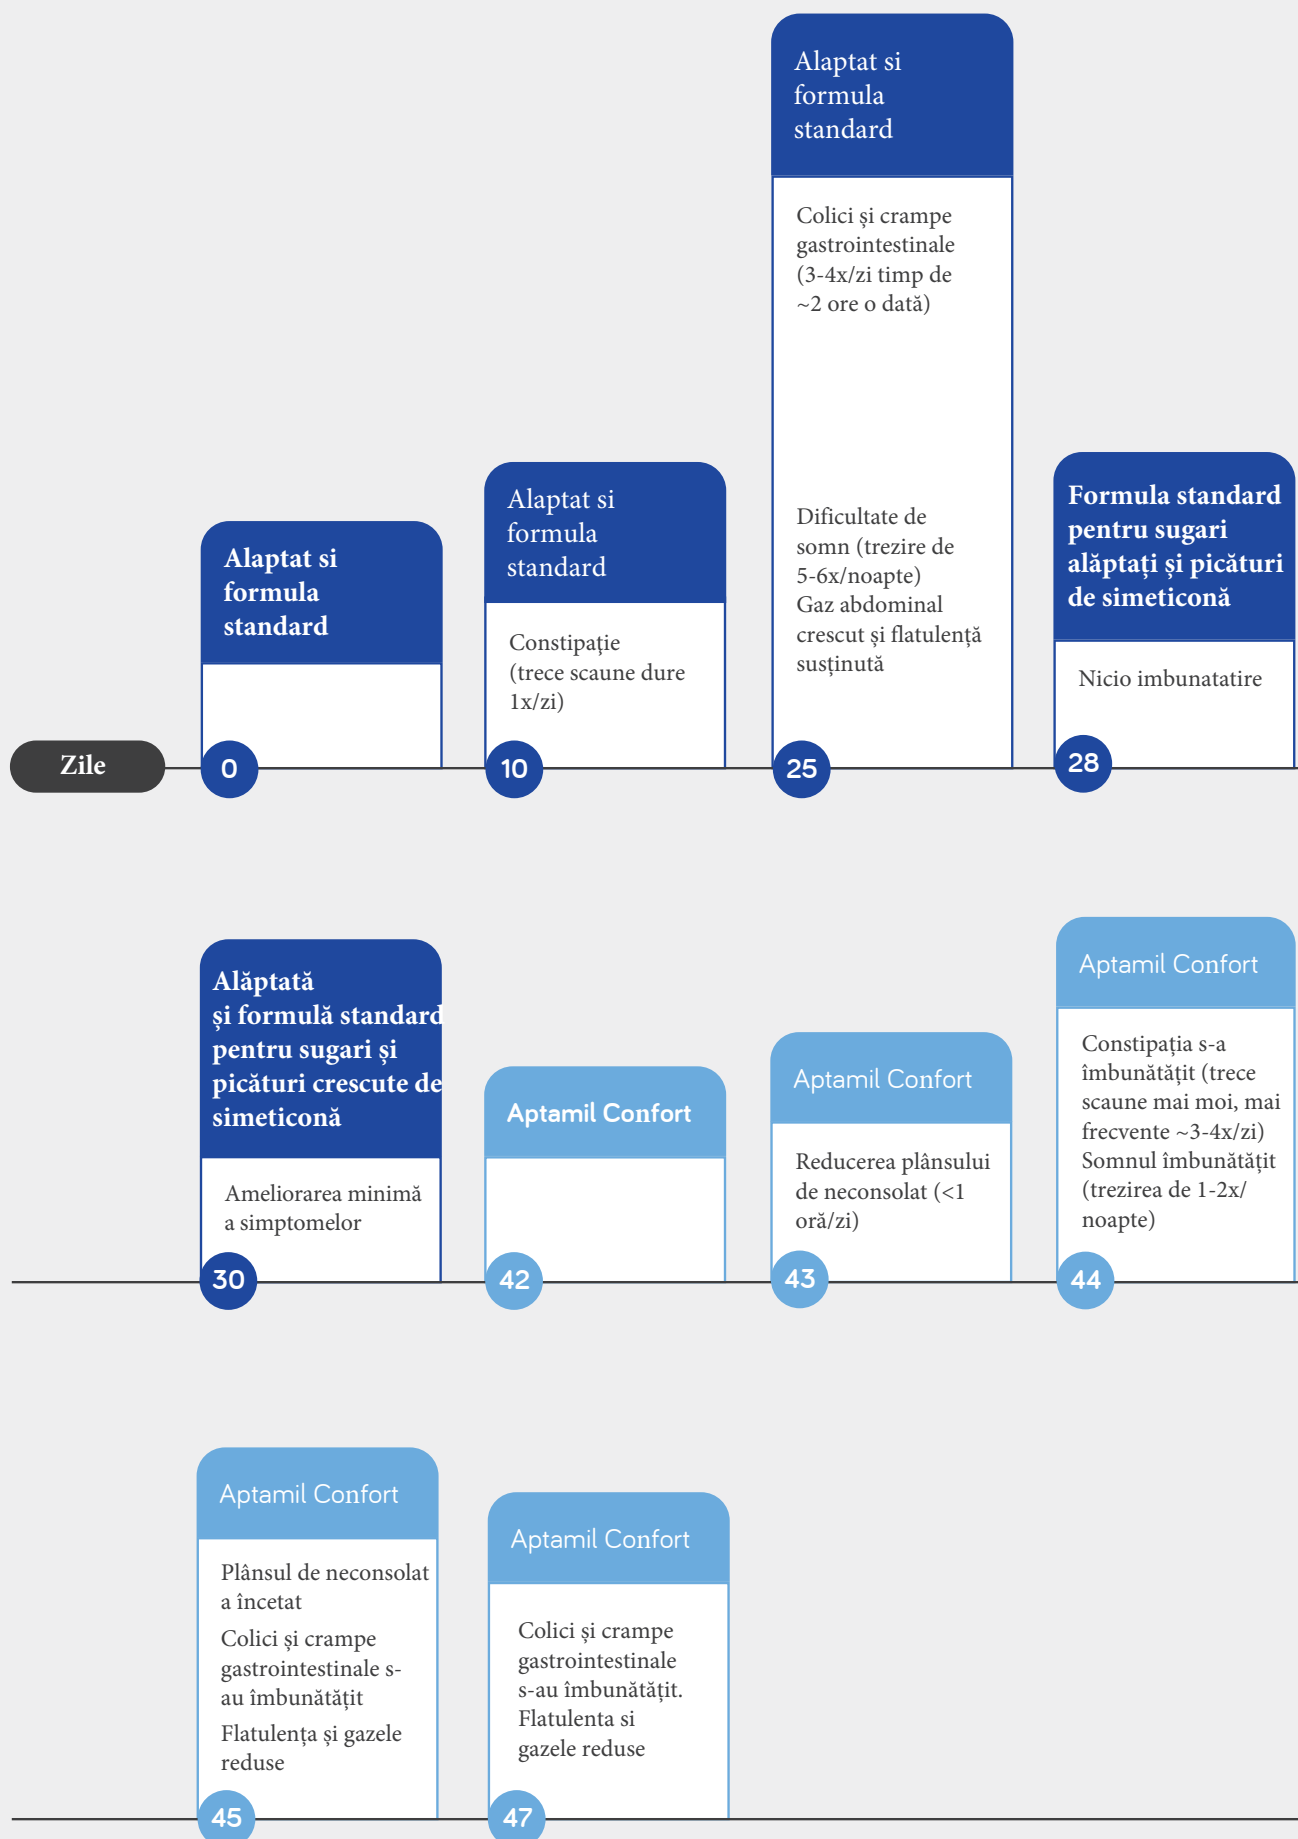 Zile
Alaptat si
formula
standard
0
Alaptat si
formula
standard
Constipație
(trece scaune dure
1x/zi)
10
Alaptat si
formula
standard
Colici și crampe
gastrointestinale
(3-4x/zi timp de
~2 ore o dată)
Dificultate de
somn (trezire de
5-6x/noapte)
Gaz abdominal
crescut și flatulență
susținută
25
Formula standard
pentru sugari
alăptați și picături
de simeticonă
Nicio imbunatatire
28
Alăptată
și formulă standard
pentru sugari și
picături crescute de
simeticonă
Ameliorarea minimă
a simptomelor
30
Aptamil Confort
42
Aptamil Confort
Reducerea plânsului
de neconsolat (<1
oră/zi)
43
Aptamil Confort
Constipația s-a
îmbunătățit (trece
scaune mai moi, mai
frecvente ~3-4x/zi)
Somnul îmbunătățit
(trezirea de 1-2x/
noapte)
44
Aptamil Confort
Plânsul de neconsolat
a încetat
Colici și crampe
gastrointestinale s-
au îmbunătățit
Flatulența și gazele
reduse
45
Aptamil Confort
Colici și crampe
gastrointestinale
s-au îmbunătățit.
Flatulenta si
gazele reduse
47